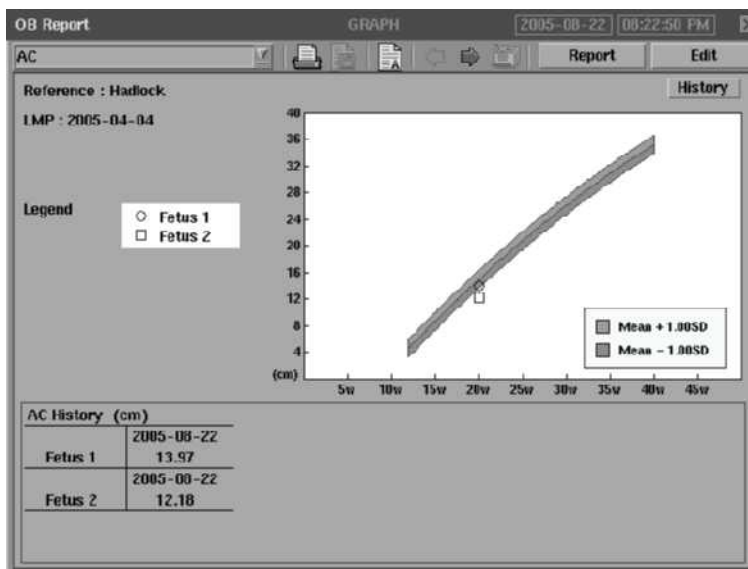 OB Report GRAPH 2005-08-22 08:22:50 PM
AC Report Edit
Reference : Hadlock History
LMP : 2005-04-04
Legend
Fetus 1
Fetus 2
40
36
32
28
24
20
16
12
8
4
(cm)
5w 10w 15w 20w 25w 30w 35w 40w 45w
Mean + 1.00SD
Mean - 1.00SD
AC History (cm)
2005-08-22
Fetus 1 13.97
2005-08-22
Fetus 2 12.18